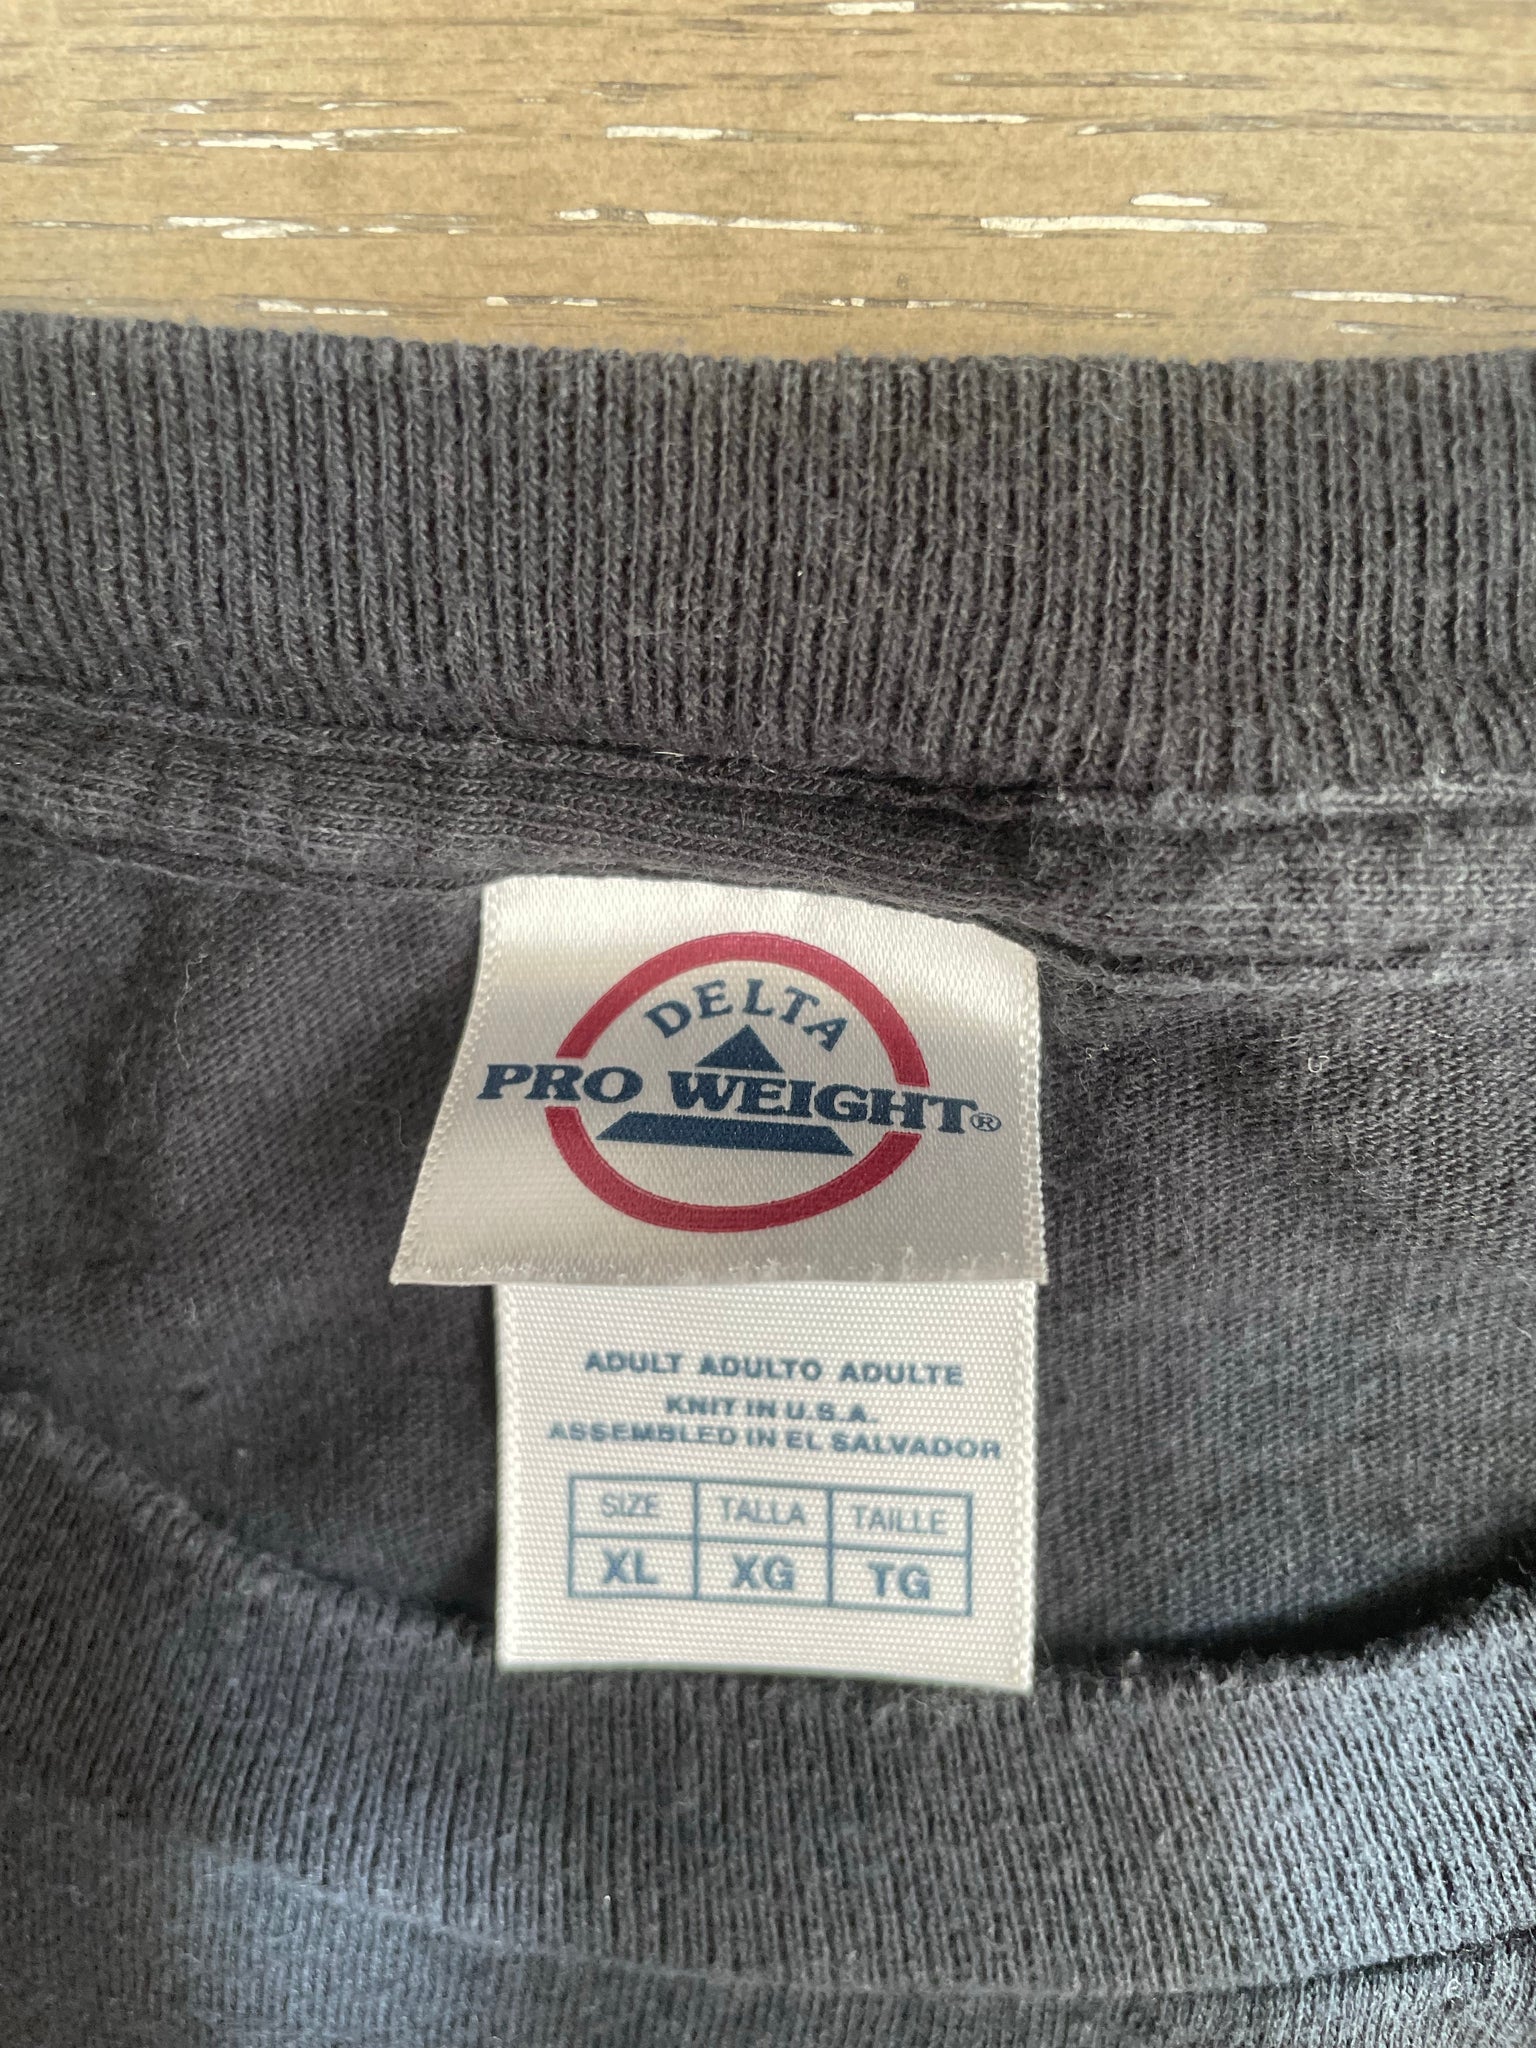 DELTA
PRO WEIGHT®
ADULT ADULTO ADULTE
KNIT IN U.S.A.
ASSEMBLED IN EL SALVADOR
SIZE TALLA TAILLE
XL XG TG